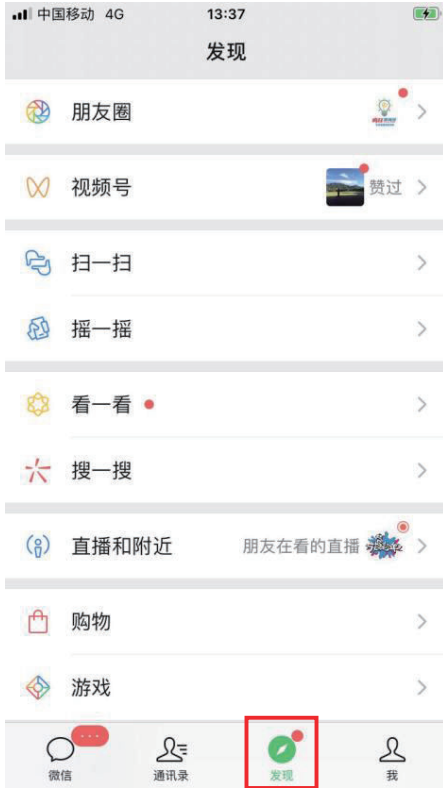 中国移动 4G 13:37
发现
朋友圈
视频号 赞过
扫一扫
摇一摇
看一看
搜一搜
直播和附近 朋友在看的直播
购物
游戏
微信 通讯录 发现 我